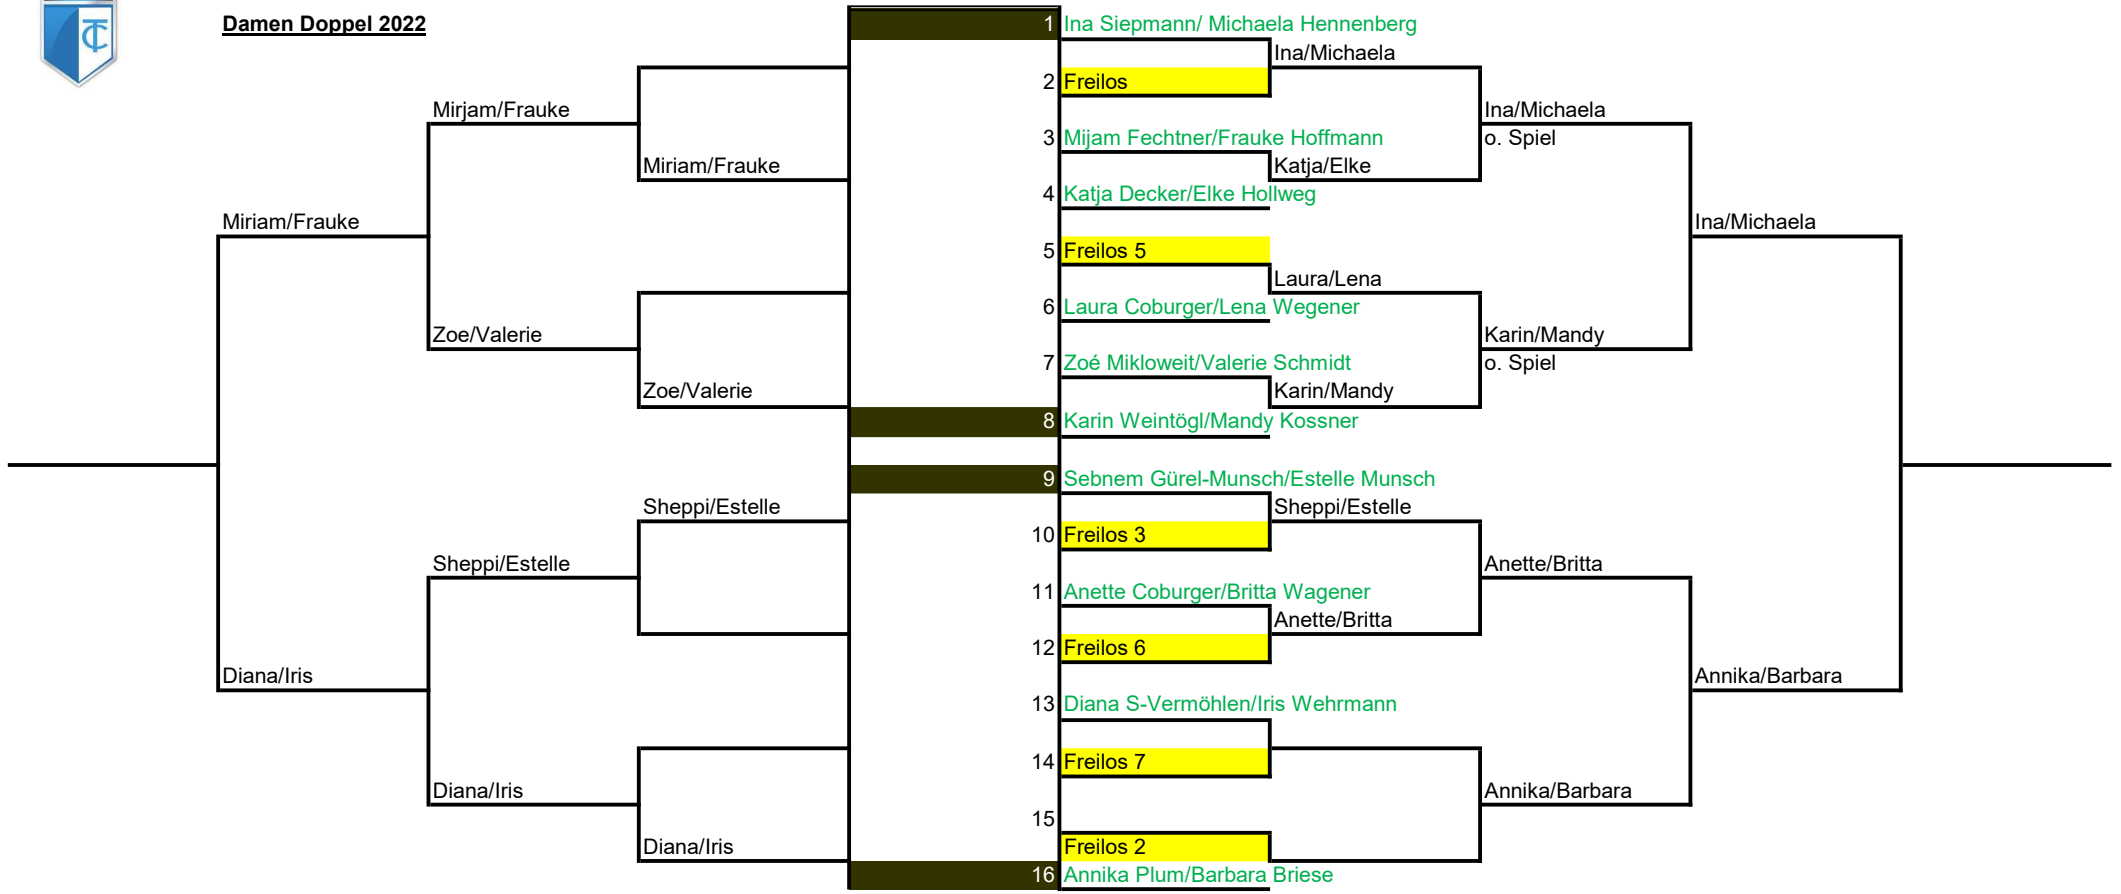 Damen Doppel 2022
1 Ina Siepmann/ Michaela Hennenberg
Ina/Michaela
2 Freilos
Mirjam/Frauke
Ina/Michaela
3 Mijam Fechtner/Frauke Hoffmann
o. Spiel
Miriam/Frauke
Katja/Elke
4 Katja Decker/Elke Hollweg
Miriam/Frauke
Ina/Michaela
5 Freilos 5
Laura/Lena
6 Laura Coburger/Lena Wegener
Zoe/Valerie
Karin/Mandy
7 Zoé Mikloweit/Valerie Schmidt
o. Spiel
Zoe/Valerie
Karin/Mandy
8 Karin Weintögl/Mandy Kossner
9 Sebnem Gürel-Munsch/Estelle Munsch
Sheppi/Estelle
Sheppi/Estelle
10 Freilos 3
Sheppi/Estelle
Anette/Britta
11 Anette Coburger/Britta Wagener
Anette/Britta
12 Freilos 6
Diana/Iris
Annika/Barbara
13 Diana S-Vermöhlen/Iris Wehrmann
14 Freilos 7
Diana/Iris
Annika/Barbara
15
Diana/Iris
Freilos 2
16 Annika Plum/Barbara Briese